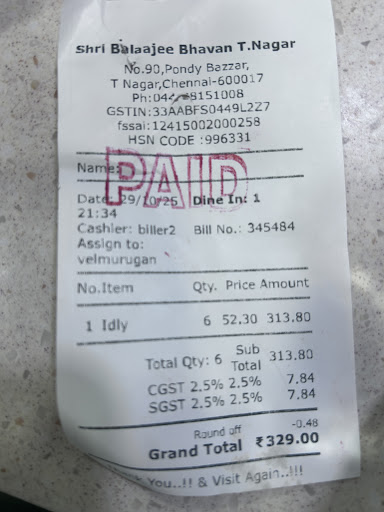 Shri Balaajee Bhavan T.Nagar
No.90,Pondy Bazzar,
T Nagar,Chennai-600017
GSTIN:33AABFS0449L2Z7
fssai:12415002000258
HSN CODE :996331
Name:
PAID
Date: 29/10/25 Dine In: 1
21:34
Cashier: biller2 Bill No.: 345484
Assign to:
velmurugan
No.Item Qty. Price Amount
1 Idly 6 52.30 313.80
Total Qty: 6 Sub Total 313.80
CGST 2.5% 2.5% 7.84
SGST 2.5% 2.5% 7.84
Round off -0.48
Grand Total ₹329.00
You..!! & Visit Again..!!!